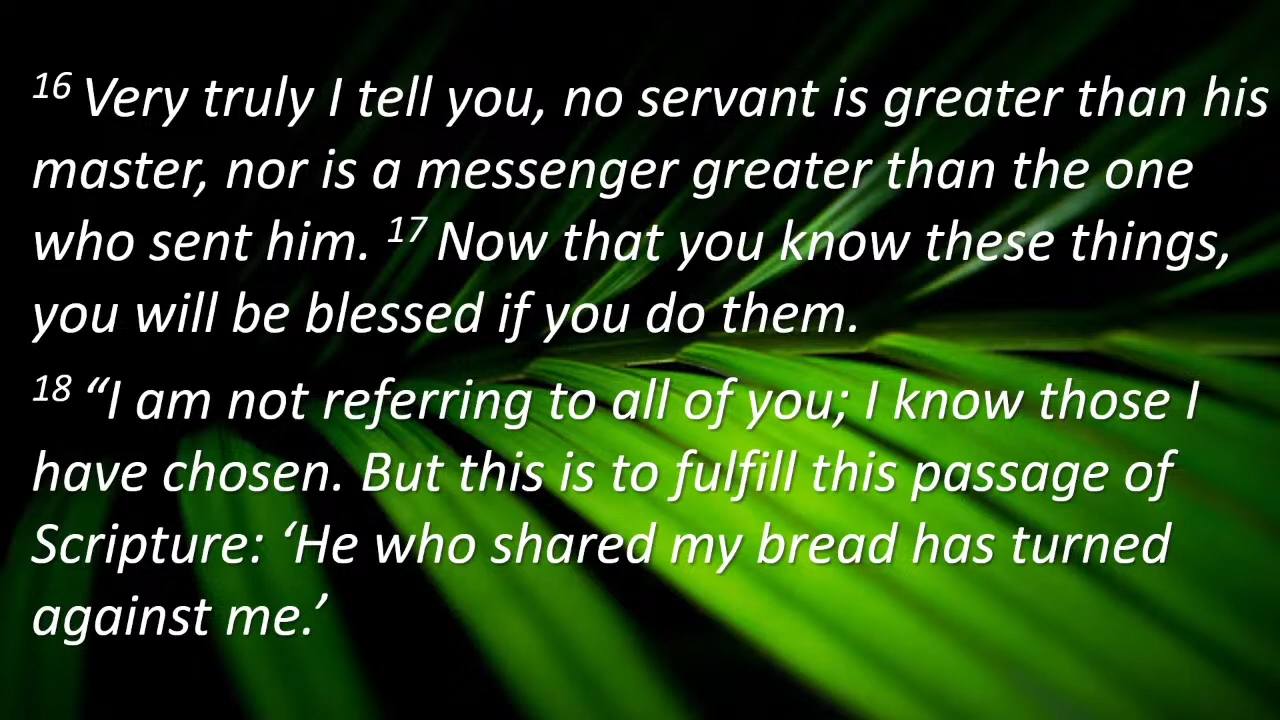 16 Very truly I tell you, no servant is greater than his
master, nor is a messenger greater than the one
who sent him. 17 Now that you know these things,
you will be blessed if you do them.
18 “I am not referring to all of you; I know those I
have chosen. But this is to fulfill this passage of
Scripture: ‘He who shared my bread has turned
against me.’